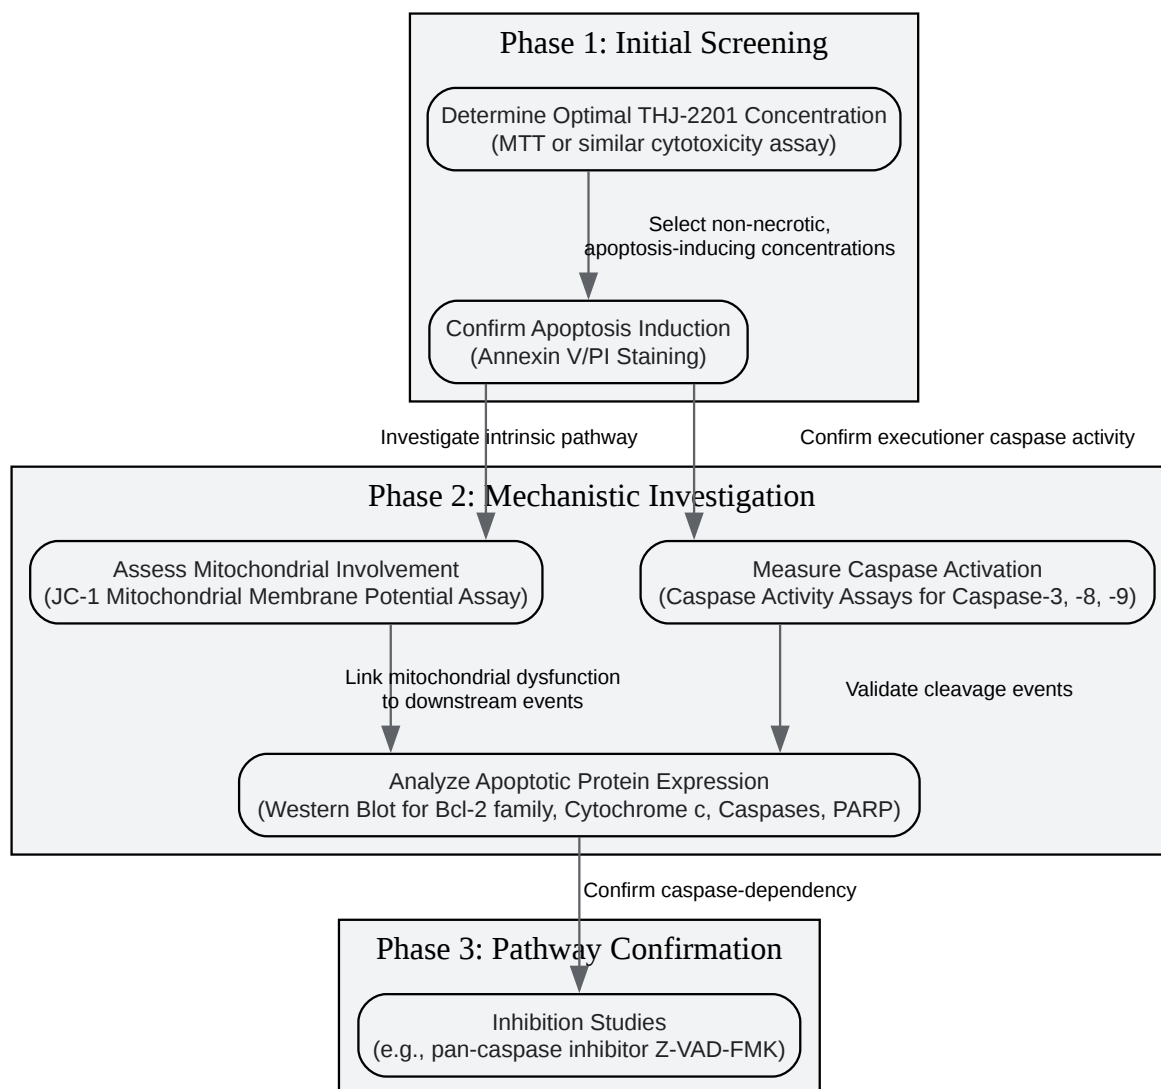 Phase 1: Initial Screening
Determine Optimal THJ-2201 Concentration
(MTT or similar cytotoxicity assay)
Select non-necrotic,
apoptosis-inducing concentrations
Confirm Apoptosis Induction
(Annexin V/PI Staining)
Investigate intrinsic pathway
Confirm executioner caspase activity
Phase 2: Mechanistic Investigation
Assess Mitochondrial Involvement
(JC-1 Mitochondrial Membrane Potential Assay)
Measure Caspase Activation
(Caspase Activity Assays for Caspase-3, -8, -9)
Link mitochondrial dysfunction
to downstream events
Validate cleavage events
Analyze Apoptotic Protein Expression
(Western Blot for Bcl-2 family, Cytochrome c, Caspases, PARP)
Confirm caspase-dependency
Phase 3: Pathway Confirmation
Inhibition Studies
(e.g., pan-caspase inhibitor Z-VAD-FMK)